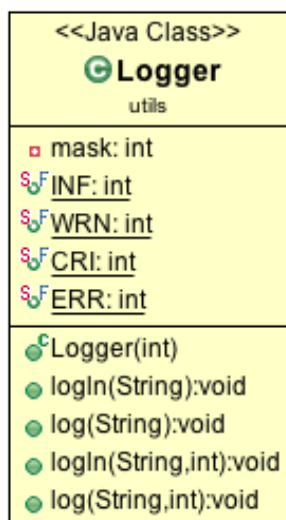 <<Java Class>>
C Logger
utils
mask: int
S F INF: int
S F WRN: int
S F CRI: int
S F ERR: int
C Logger(int)
logln(String):void
log(String):void
logln(String,int):void
log(String,int):void